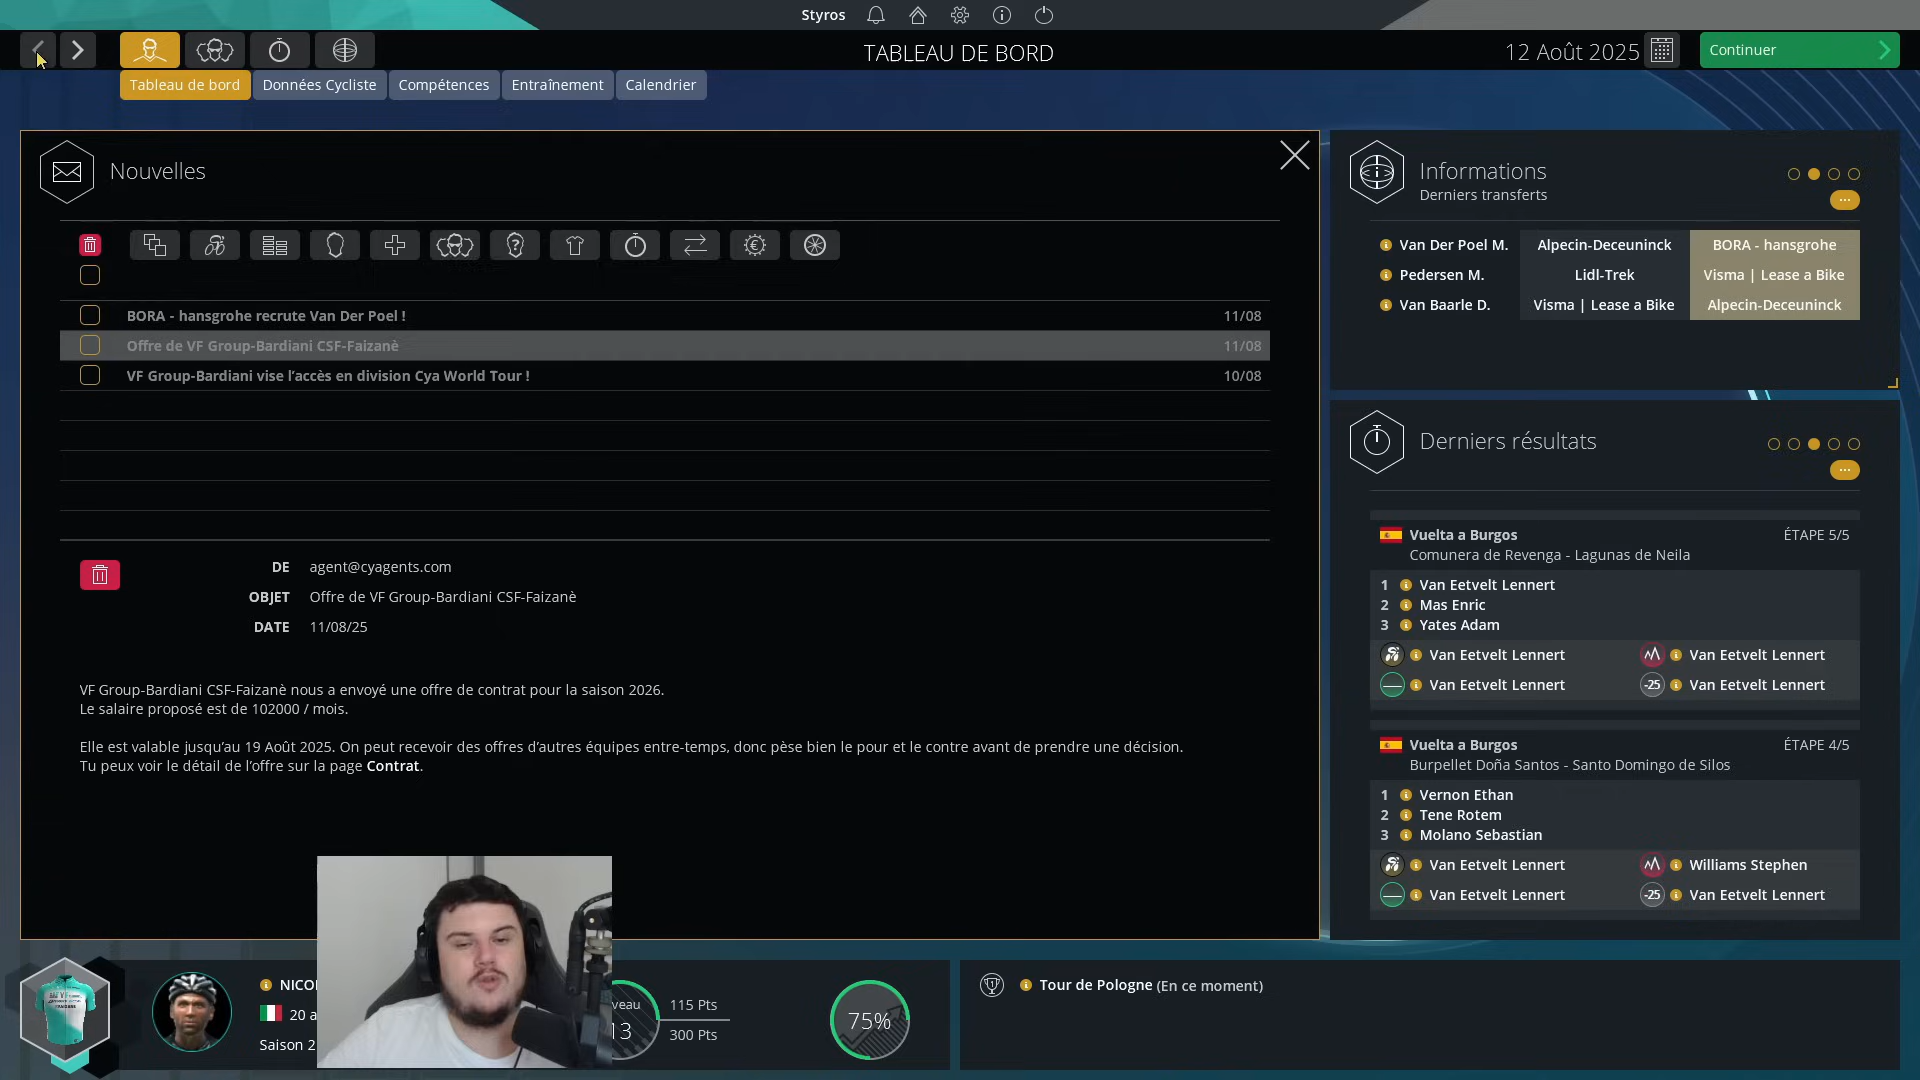 Styros
TABLEAU DE BORD
12 Août 2025
Continuer
Tableau de bord
Données Cycliste
Compétences
Entraînement
Calendrier
Nouvelles
BORA - hansgrohe recrute Van Der Poel ! 11/08
Offre de VF Group-Bardiani CSF-Faizanè 11/08
VF Group-Bardiani vise l'accès en division Cya World Tour ! 10/08
DE agent@cyagents.com
OBJET Offre de VF Group-Bardiani CSF-Faizanè
DATE 11/08/25
VF Group-Bardiani CSF-Faizanè nous a envoyé une offre de contrat pour la saison 2026.
Le salaire proposé est de 102000 / mois.
Elle est valable jusqu'au 19 Août 2025. On peut recevoir des offres d'autres équipes entre-temps, donc pèse bien le pour et le contre avant de prendre une décision.
Tu peux voir le détail de l'offre sur la page Contrat.
Informations
Derniers transferts
...
Van Der Poel M. Alpecin-Deceuninck BORA - hansgrohe
Pedersen M. Lidl-Trek Visma | Lease a Bike
Van Baarle D. Visma | Lease a Bike Alpecin-Deceuninck
Derniers résultats
...
Vuelta a Burgos ÉTAPE 5/5
Comunera de Revenga - Lagunas de Neila
1 Van Eetvelt Lennert
2 Mas Enric
3 Yates Adam
Van Eetvelt Lennert Van Eetvelt Lennert
Van Eetvelt Lennert -25 Van Eetvelt Lennert
Vuelta a Burgos ÉTAPE 4/5
Burpellet Doña Santos - Santo Domingo de Silos
1 Vernon Ethan
2 Tene Rotem
3 Molano Sebastian
Van Eetvelt Lennert Williams Stephen
Van Eetvelt Lennert -25 Van Eetvelt Lennert
NICO
20 a
Saison 2
veau
13
115 Pts
300 Pts
75%
Tour de Pologne (En ce moment)